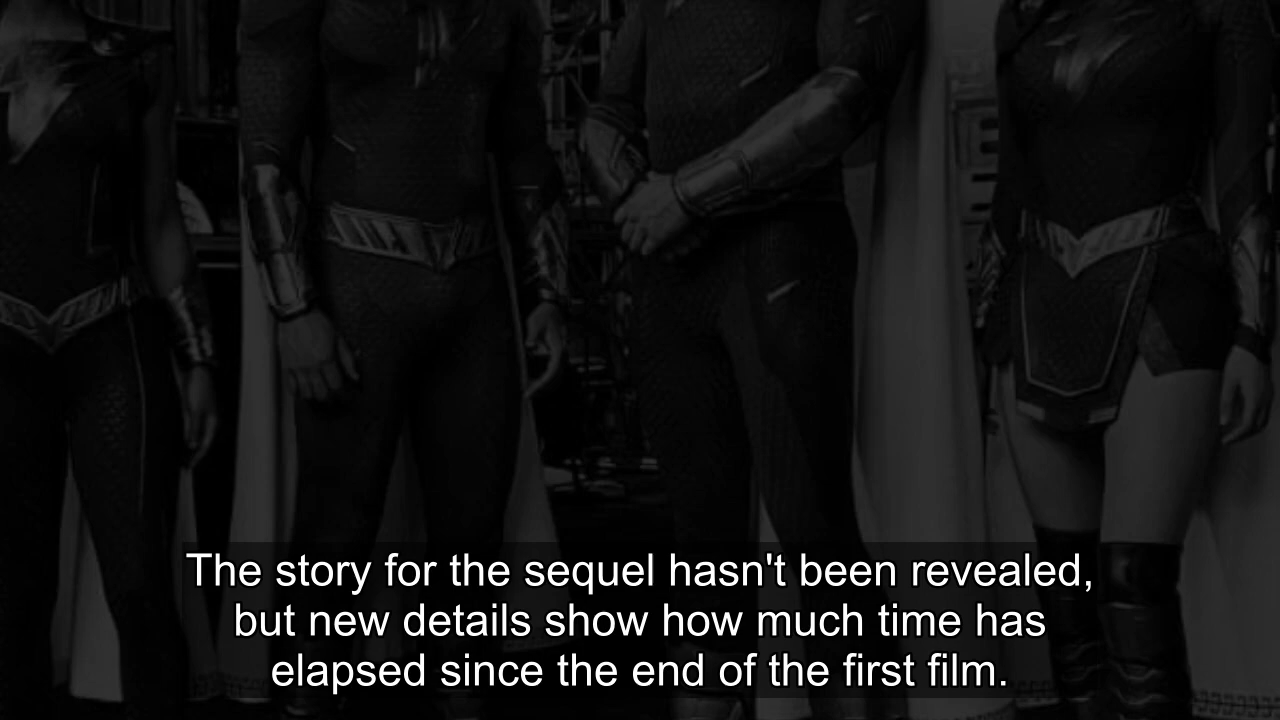 The story for the sequel hasn't been revealed,
but new details show how much time has
elapsed since the end of the first film.